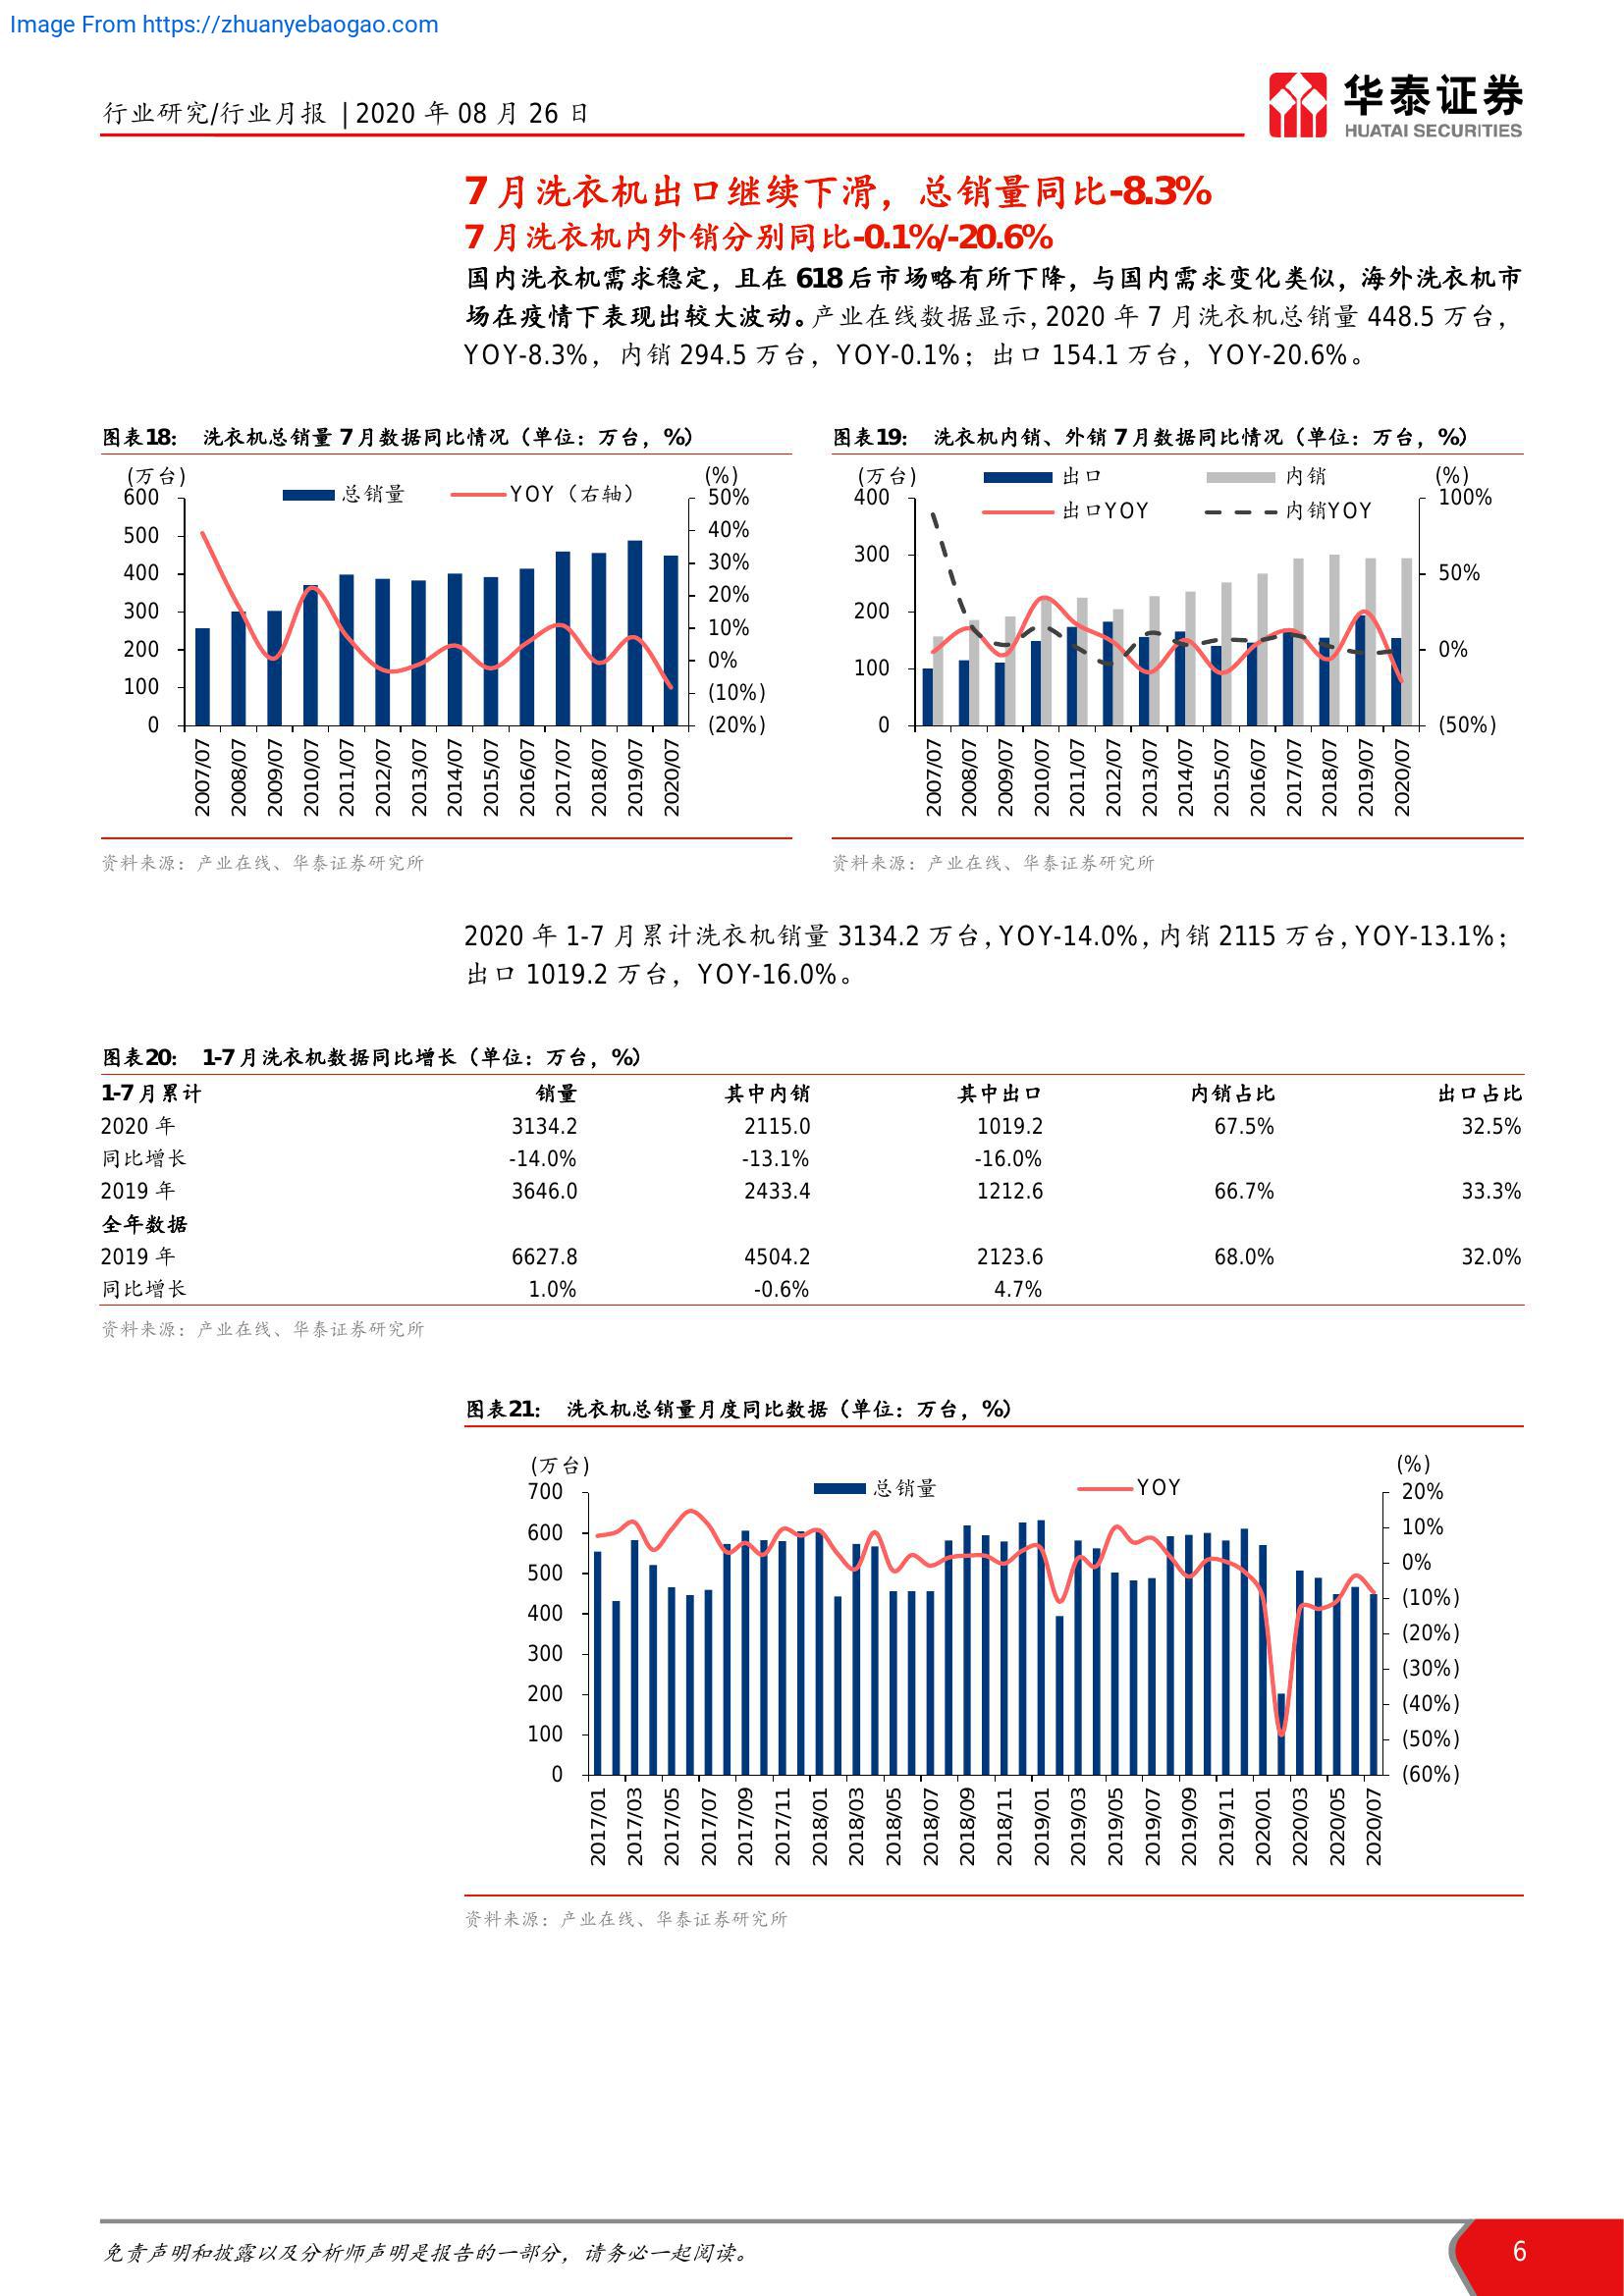 Image From https://zhuanyebaogao.com
行业研究/行业月报 | 2020 年 08 月 26 日
华泰证券
HUATAI SECURITIES
7 月洗衣机出口继续下滑，总销量同比-8.3%
7 月洗衣机内外销分别同比-0.1%/-20.6%
国内洗衣机需求稳定，且在 618 后市场略有所下降，与国内需求变化类似，海外洗衣机市
场在疫情下表现出较大波动。产业在线数据显示，2020 年 7 月洗衣机总销量 448.5 万台，
YOY-8.3%，内销 294.5 万台，YOY-0.1%；出口 154.1 万台，YOY-20.6%。
图表18： 洗衣机总销量 7 月数据同比情况（单位：万台，%）
(万台) (%)
总销量 YOY（右轴）
600 50%
500 40%
400 30%
300 20%
200 10%
100 0%
0 (10%)
(20%)
2007/07 2008/07 2009/07 2010/07 2011/07 2012/07 2013/07 2014/07 2015/07 2016/07 2017/07 2018/07 2019/07 2020/07
资料来源：产业在线、华泰证券研究所
图表19： 洗衣机内销、外销 7 月数据同比情况（单位：万台，%）
(万台) 出口 内销 (%)
出口YOY 内销YOY
400 100%
300 50%
200 0%
100
0 (50%)
2007/07 2008/07 2009/07 2010/07 2011/07 2012/07 2013/07 2014/07 2015/07 2016/07 2017/07 2018/07 2019/07 2020/07
资料来源：产业在线、华泰证券研究所
2020 年 1-7 月累计洗衣机销量 3134.2 万台，YOY-14.0%，内销 2115 万台，YOY-13.1%；
出口 1019.2 万台，YOY-16.0%。
图表20： 1-7 月洗衣机数据同比增长（单位：万台，%）
1-7 月累计 销量 其中内销 其中出口 内销占比 出口占比
2020 年 3134.2 2115.0 1019.2 67.5% 32.5%
同比增长 -14.0% -13.1% -16.0%
2019 年 3646.0 2433.4 1212.6 66.7% 33.3%
全年数据
2019 年 6627.8 4504.2 2123.6 68.0% 32.0%
同比增长 1.0% -0.6% 4.7%
资料来源：产业在线、华泰证券研究所
图表21： 洗衣机总销量月度同比数据（单位：万台，%）
(万台) (%)
总销量 YOY
700 20%
600 10%
500 0%
400 (10%)
300 (20%)
200 (30%)
100 (40%)
0 (50%)
(60%)
2017/01 2017/03 2017/05 2017/07 2017/09 2017/11 2018/01 2018/03 2018/05 2018/07 2018/09 2018/11 2019/01 2019/03 2019/05 2019/07 2019/09 2019/11 2020/01 2020/03 2020/05 2020/07
资料来源：产业在线、华泰证券研究所
免责声明和披露以及分析师声明是报告的一部分，请务必一起阅读。
6